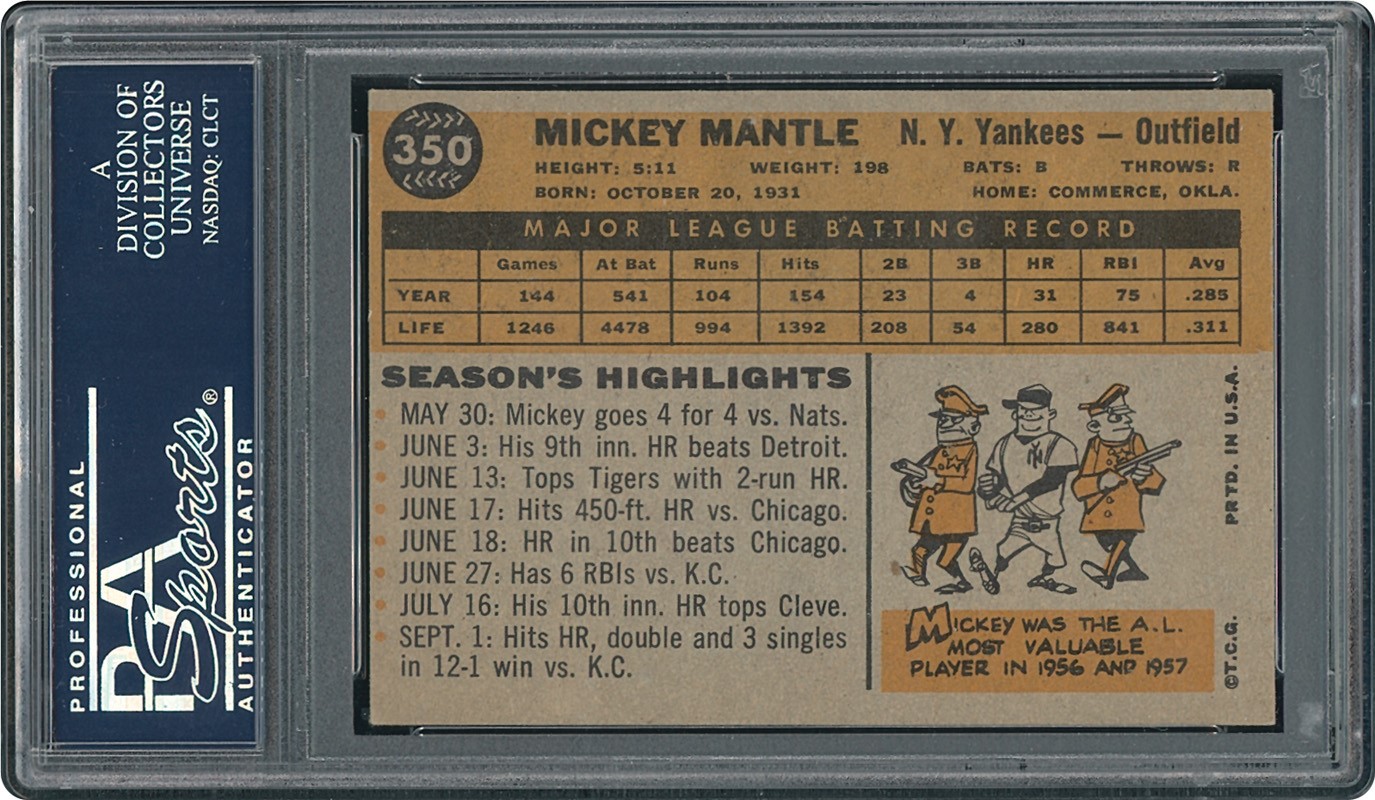 A
DIVISION OF
COLLECTORS
UNIVERSE
NASDAQ: CLCT
PROFESSIONAL
PSA
Sports®
AUTHENTICATOR
350
MICKEY MANTLE N. Y. Yankees — Outfield
HEIGHT: 5:11 WEIGHT: 198 BATS: B THROWS: R
BORN: OCTOBER 20, 1931 HOME: COMMERCE, OKLA.
MAJOR LEAGUE BATTING RECORD
Games At Bat Runs Hits 2B 3B HR RBI Avg
YEAR 144 541 104 154 23 4 31 75 .285
LIFE 1246 4478 994 1392 208 54 280 841 .311
SEASON'S HIGHLIGHTS
• MAY 30: Mickey goes 4 for 4 vs. Nats.
• JUNE 3: His 9th inn. HR beats Detroit.
• JUNE 13: Tops Tigers with 2-run HR.
• JUNE 17: Hits 450-ft. HR vs. Chicago.
• JUNE 18: HR in 10th beats Chicago.
• JUNE 27: Has 6 RBIs vs. K.C.
• JULY 16: His 10th inn. HR tops Cleve.
• SEPT. 1: Hits HR, double and 3 singles
in 12-1 win vs. K.C.
NY
MICKEY WAS THE A.L.
MOST VALUABLE
PLAYER IN 1956 AND 1957
©T.C.G. PRTD. IN U.S.A.